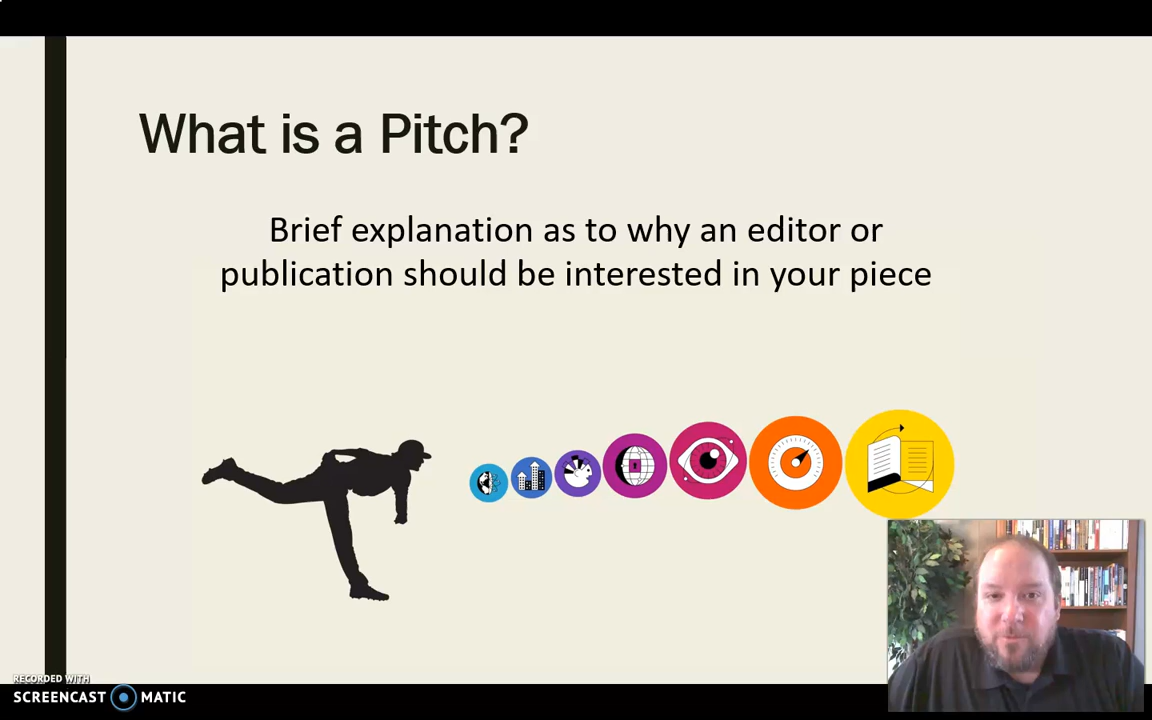 What is a Pitch?
Brief explanation as to why an editor or
publication should be interested in your piece
RECORDED WITH
SCREENCAST MATIC